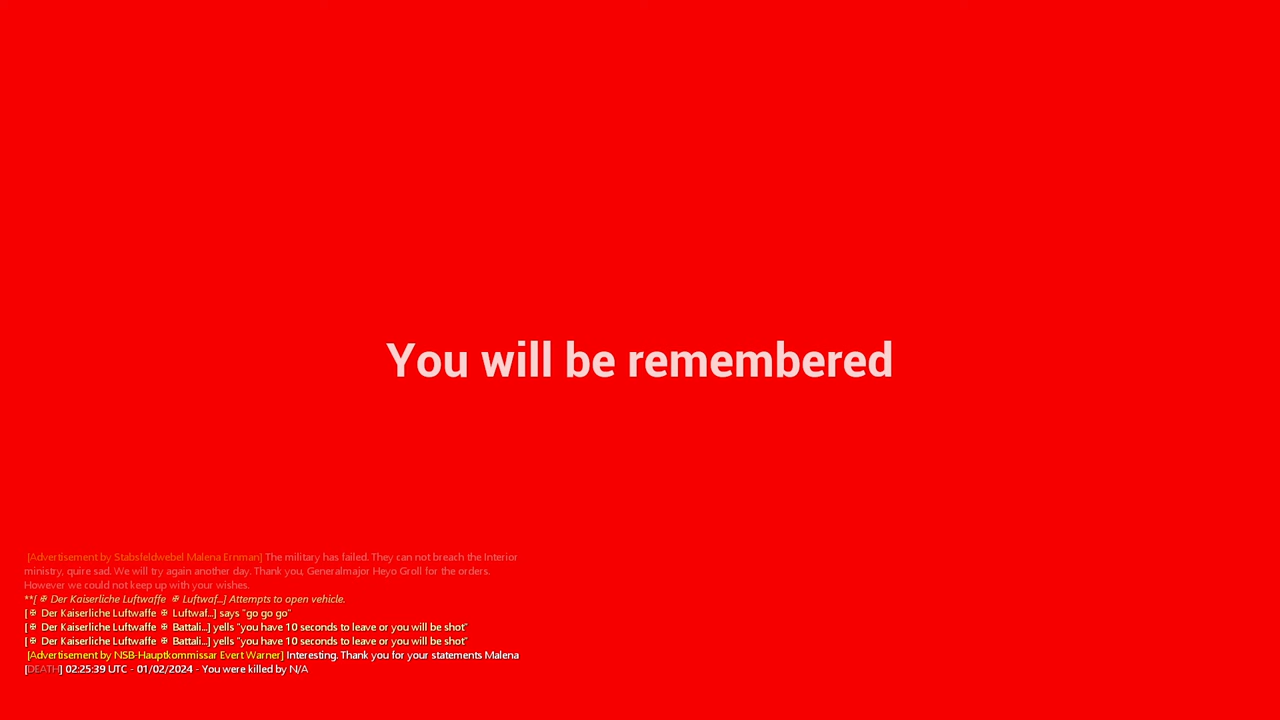 You will be remembered
[Advertisement by Stabsfeldwebel Malena Ernman] The military has failed. They can not breach the Interior
ministry, quire sad. We will try again another day. Thank you, Generalmajor Heyo Groll for the orders.
However we could not keep up with your wishes.
**[ ✠ Der Kaiserliche Luftwaffe ✠ Luftwaf...] Attempts to open vehicle.
[ ✠ Der Kaiserliche Luftwaffe ✠ Luftwaf...] says "go go go"
[ ✠ Der Kaiserliche Luftwaffe ✠ Battali...] yells "you have 10 seconds to leave or you will be shot"
[ ✠ Der Kaiserliche Luftwaffe ✠ Battali...] yells "you have 10 seconds to leave or you will be shot"
[Advertisement by NSB-Hauptkommissar Evert Warner] Interesting. Thank you for your statements Malena
[DEATH] 02:25:39 UTC - 01/02/2024 - You were killed by N/A